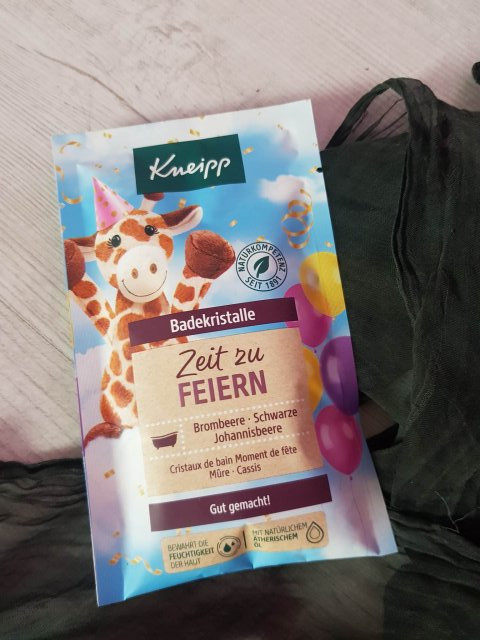 Kneipp
NATURKOMPETENZ
SEIT 1891
Badekristalle
Zeit zu
FEIERN
Brombeere · Schwarze
Johannisbeere
Cristaux de bain Moment de fête
Mûre · Cassis
Gut gemacht!
BEWAHRT DIE
FEUCHTIGKEIT
DER HAUT
MIT NATÜRLICHEM
ÄTHERISCHEM
ÖL